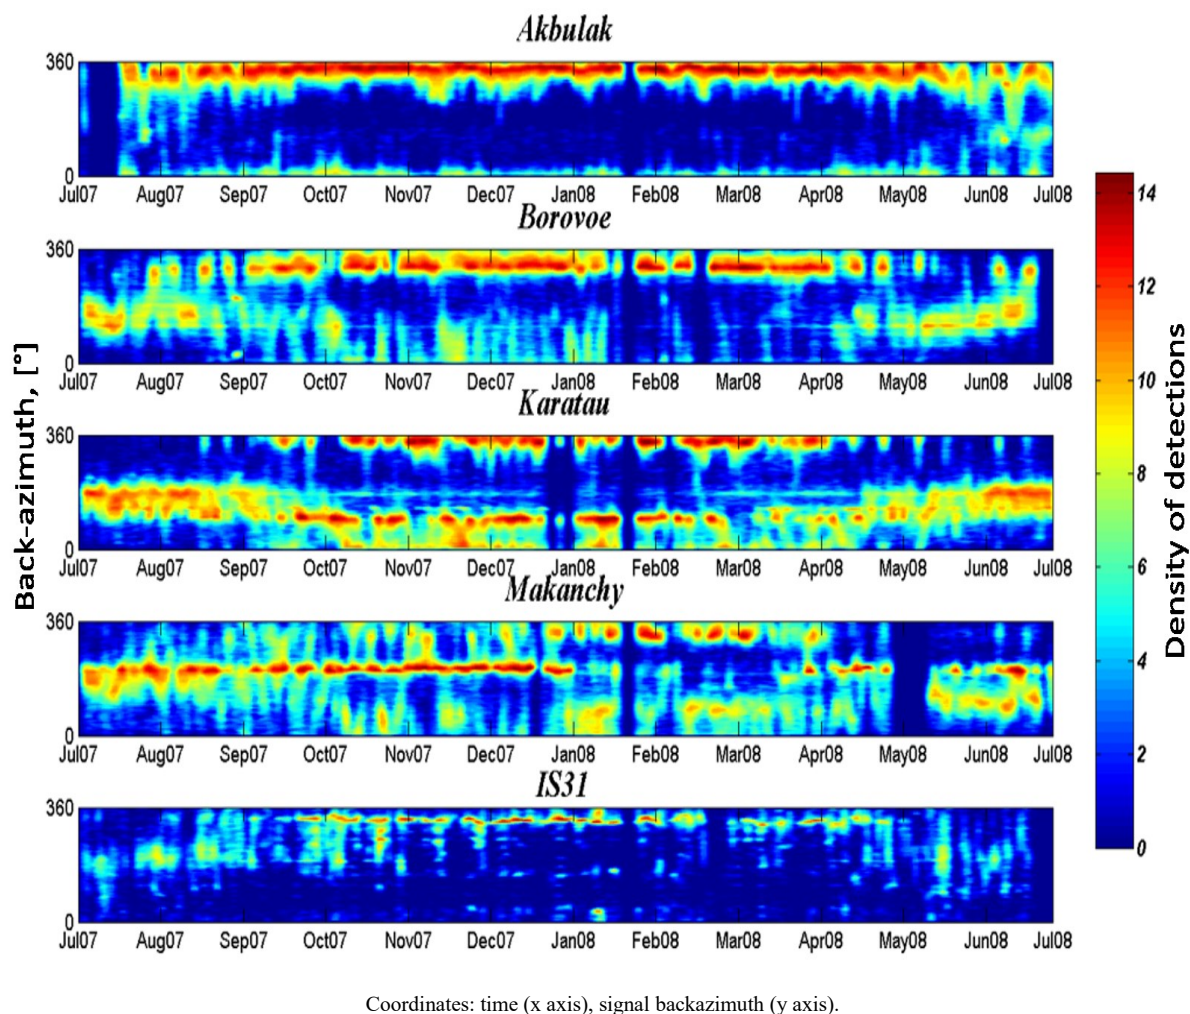 Akbulak
360
0
Jul07 Aug07 Sep07 Oct07 Nov07 Dec07 Jan08 Feb08 Mar08 Apr08 May08 Jun08 Jul08
Borovoe
360
0
Jul07 Aug07 Sep07 Oct07 Nov07 Dec07 Jan08 Feb08 Mar08 Apr08 May08 Jun08 Jul08
Karatau
360
0
Jul07 Aug07 Sep07 Oct07 Nov07 Dec07 Jan08 Feb08 Mar08 Apr08 May08 Jun08 Jul08
Makanchy
360
0
Jul07 Aug07 Sep07 Oct07 Nov07 Dec07 Jan08 Feb08 Mar08 Apr08 May08 Jun08 Jul08
IS31
360
0
Jul07 Aug07 Sep07 Oct07 Nov07 Dec07 Jan08 Feb08 Mar08 Apr08 May08 Jun08 Jul08
Back-azimuth, [°]
14
12
10
8
6
4
2
0
Density of detections
Coordinates: time (x axis), signal backazimuth (y axis).